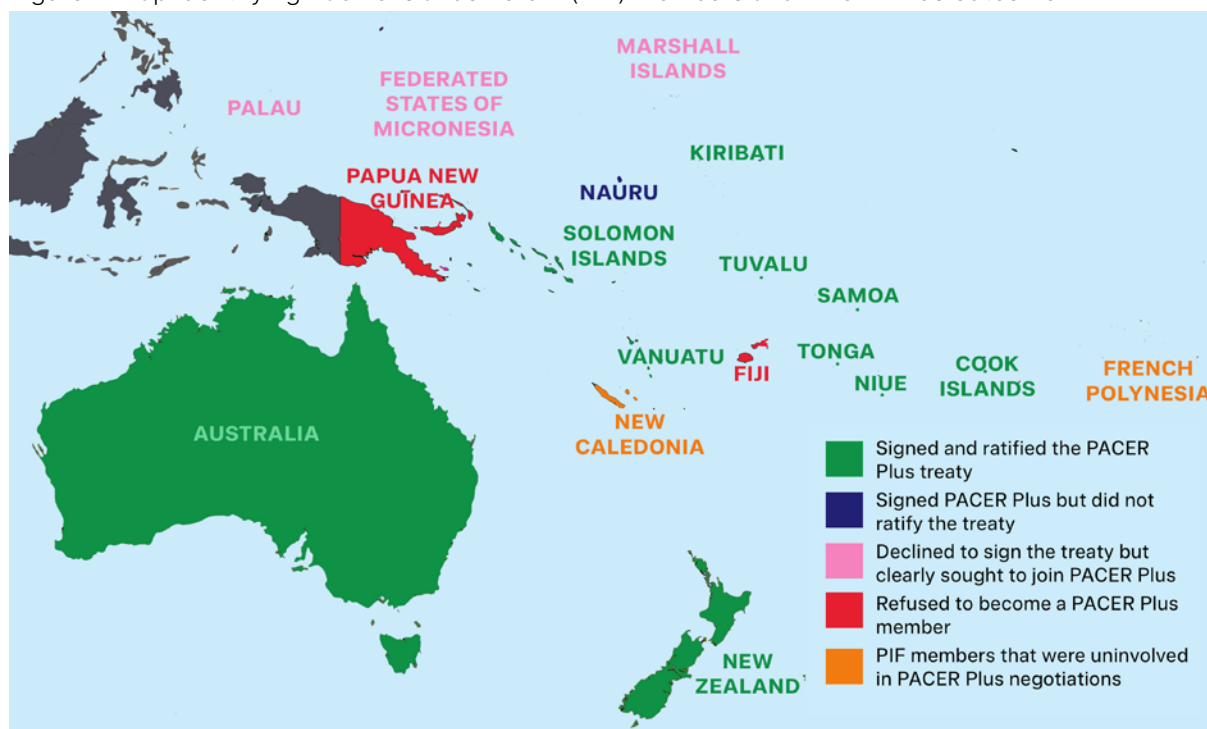 MARSHALL
ISLANDS
FEDERATED
STATES OF
MICRONESIA
PALAU
KIRIBATI
PAPUA NEW
GUINEA
NAURU
SOLOMON
ISLANDS
TUVALU
SAMOA
VANUATU
FIJI
TONGA
NIUE
COOK
ISLANDS
FRENCH
POLYNESIA
NEW
CALEDONIA
AUSTRALIA
NEW
ZEALAND
Signed and ratified the PACER
Plus treaty
Signed PACER Plus but did not
ratify the treaty
Declined to sign the treaty but
clearly sought to join PACER Plus
Refused to become a PACER Plus
member
PIF members that were uninvolved
in PACER Plus negotiations